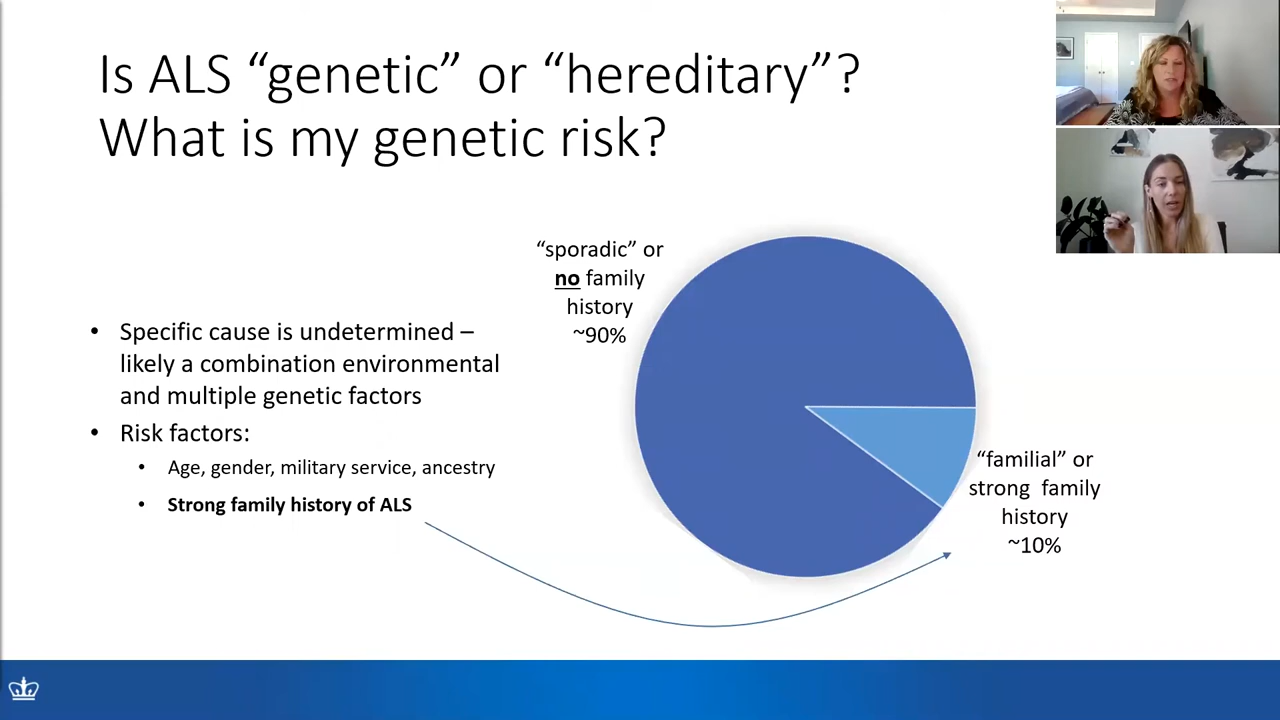 Is ALS “genetic” or “hereditary”?
What is my genetic risk?
• Specific cause is undetermined –
likely a combination environmental
and multiple genetic factors
• Risk factors:
• Age, gender, military service, ancestry
• Strong family history of ALS
“sporadic” or
no family
history
~90%
“familial” or
strong family
history
~10%